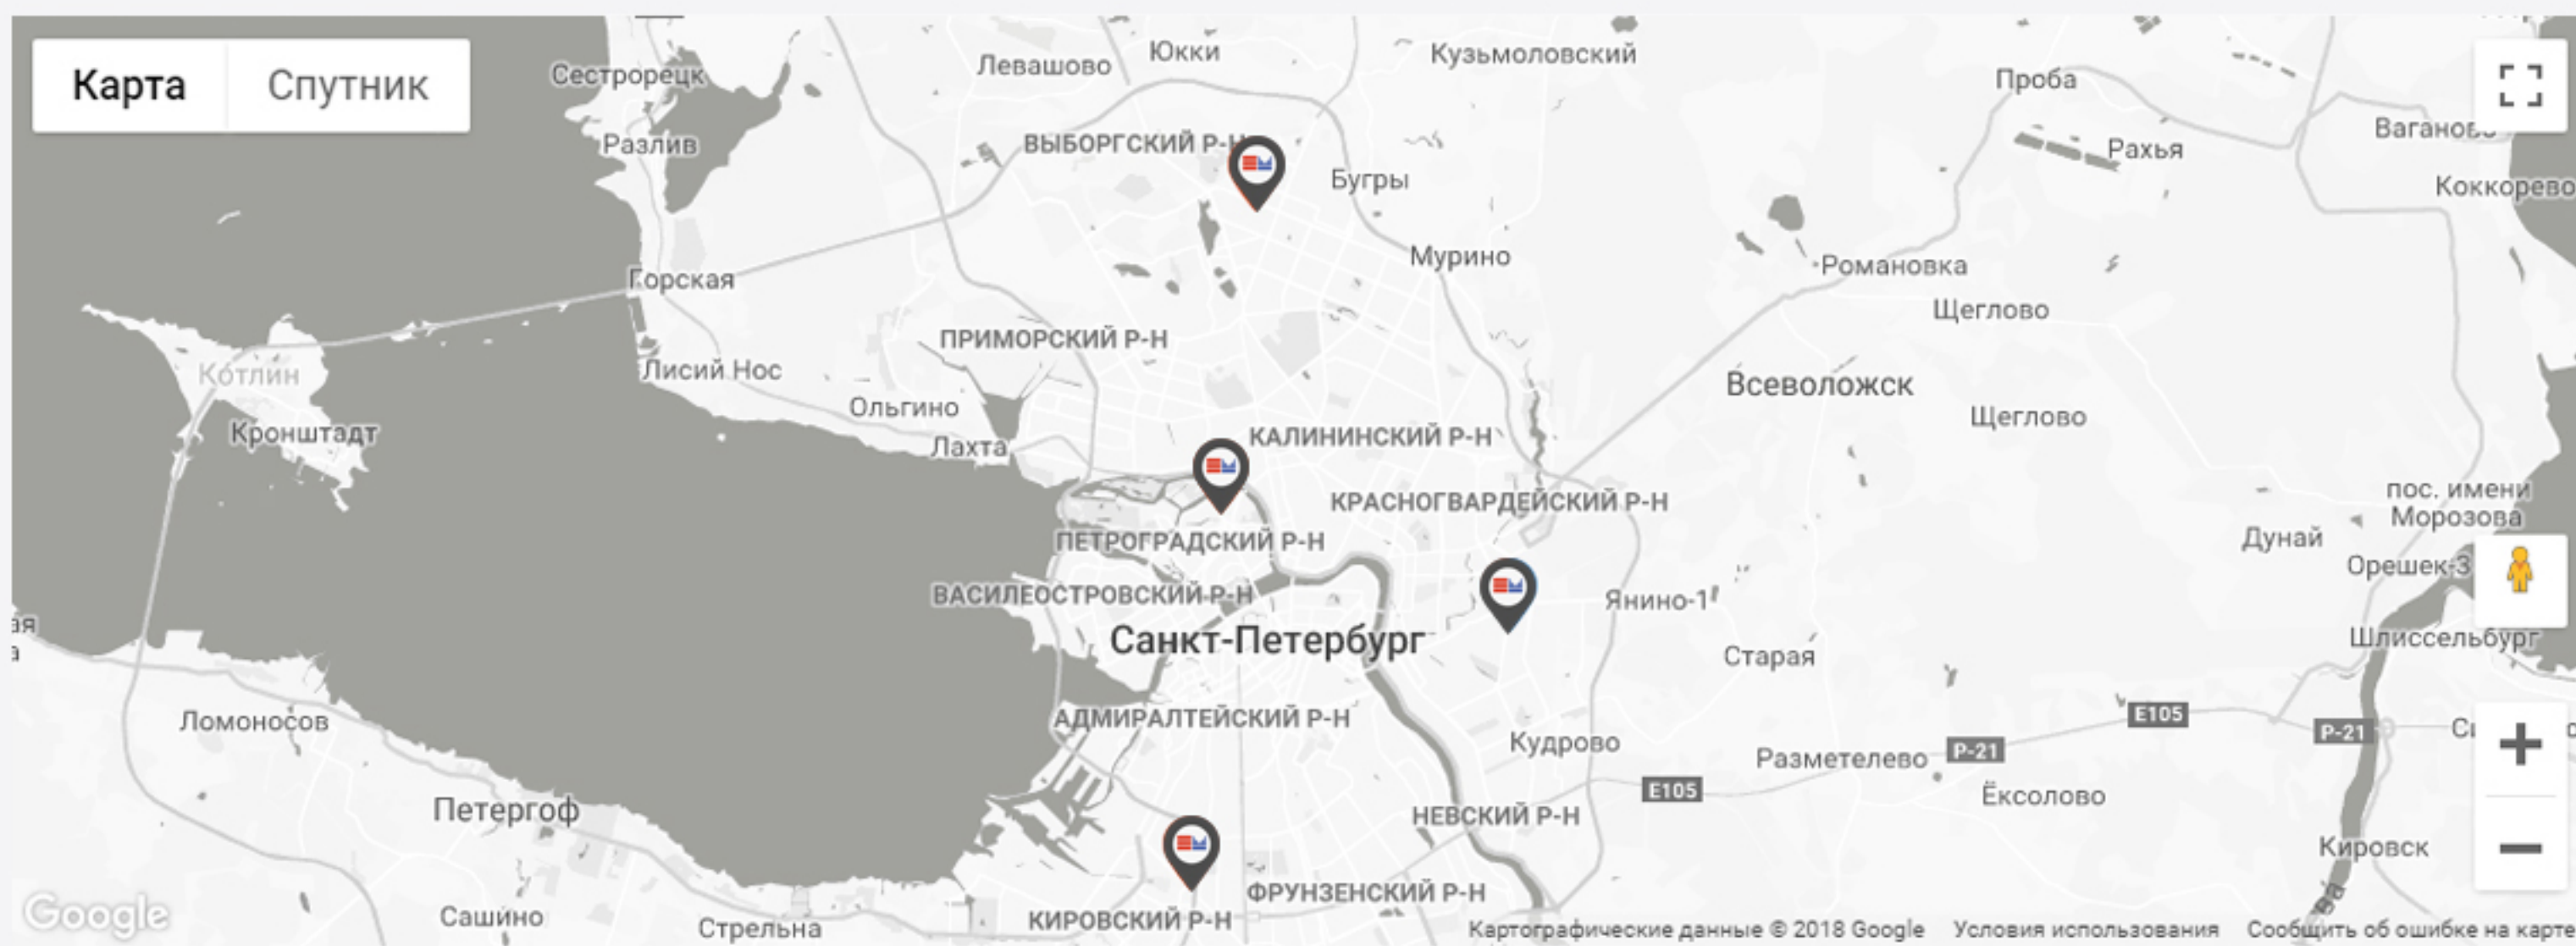 Карта
Спутник
Сестрорецк
Левашово
Юкки
Кузьмоловский
Проба
Разлив
ВЫБОРГСКИЙ Р-Н
Рахья
Бугры
Коккорево
Мурино
Романовка
Горская
Щеглово
ПРИМОРСКИЙ Р-Н
Котлин
Лисий Нос
Всеволожск
Ольгино
Щеглово
Кронштадт
Лахта
КАЛИНИНСКИЙ Р-Н
КРАСНОГВАРДЕЙСКИЙ Р-Н
пос. имени
Морозова
Дунай
ПЕТРОГРАДСКИЙ Р-Н
Орешек-3
ВАСИЛЕОСТРОВСКИЙ Р-Н
Янино-1
Санкт-Петербург
Шлиссельбург
Старая
Ломоносов
АДМИРАЛТЕЙСКИЙ Р-Н
E105
P-21
Кудрово
P-21
Разметелево
E105
Ёксолово
Петергоф
НЕВСКИЙ Р-Н
Кировск
ФРУНЗЕНСКИЙ Р-Н
Google
Сашино
Стрельна
КИРОВСКИЙ Р-Н
Картографические данные © 2018 Google
Условия использования
Сообщить об ошибке на карте